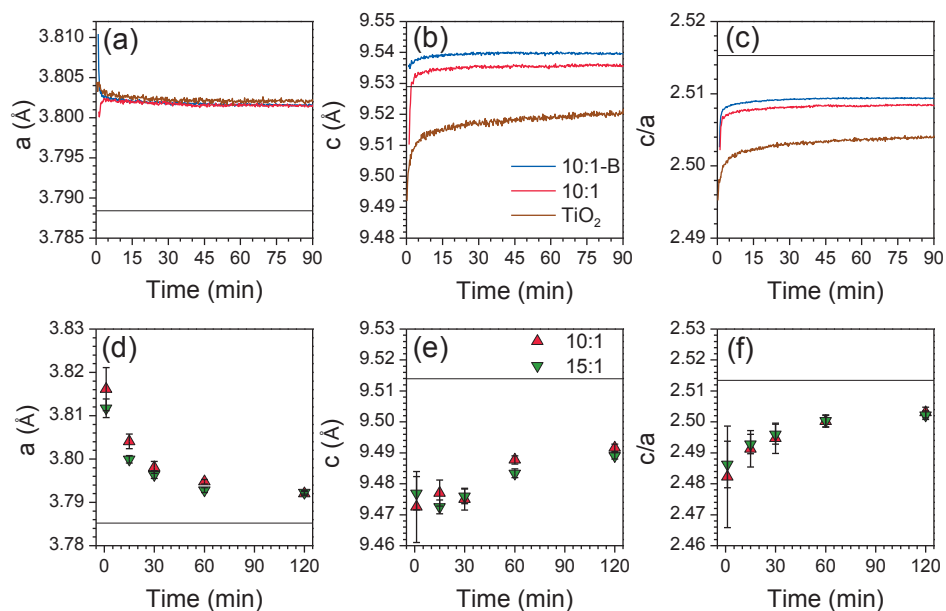 (a)
3.810
3.805
3.800
3.795
3.790
3.785
a (Å)
0 15 30 45 60 75 90
Time (min)
(b)
9.55
9.54
9.53
9.52
9.51
9.50
9.49
9.48
c (Å)
10:1-B
10:1
TiO2
0 15 30 45 60 75 90
Time (min)
(c)
2.52
2.51
2.50
2.49
c/a
0 15 30 45 60 75 90
Time (min)
(d)
3.83
3.82
3.81
3.80
3.79
3.78
a (Å)
0 30 60 90 120
Time (min)
(e)
9.53
9.52
9.51
9.50
9.49
9.48
9.47
9.46
c (Å)
10:1
15:1
0 30 60 90 120
Time (min)
(f)
2.53
2.52
2.51
2.50
2.49
2.48
2.47
2.46
c/a
0 30 60 90 120
Time (min)